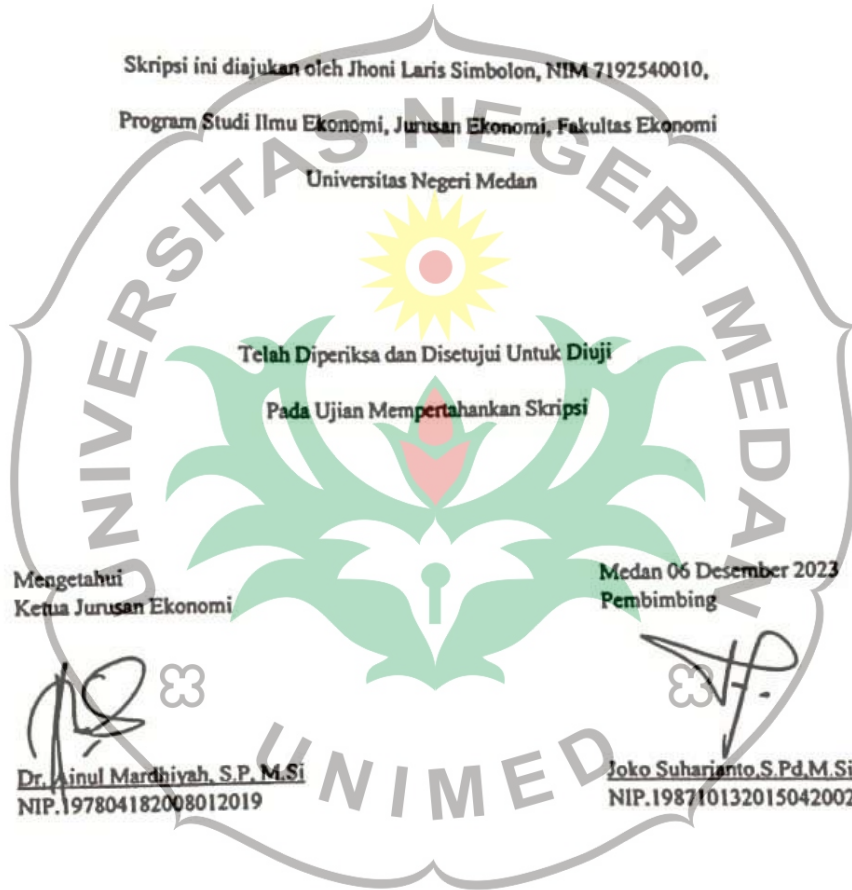 Skripsi ini diajukan oleh Jhoni Laris Simbolon, NIM 7192540010,
Program Studi Ilmu Ekonomi, Jurusan Ekonomi, Fakultas Ekonomi
Universitas Negeri Medan
UNIVERSITAS NEGERI MEDAN
Telah Diperiksa dan Disetujui Untuk Diuji
Pada Ujian Mempertahankan Skripsi
Mengetahui
Ketua Jurusan Ekonomi
Medan 06 Desember 2023
Pembimbing
Dr. Ainul Mardhiyah, S.P, M.Si
NIP.197804182008012019
Joko Suharianto,S.Pd,M.Si
NIP.198710132015042002
UNIMED